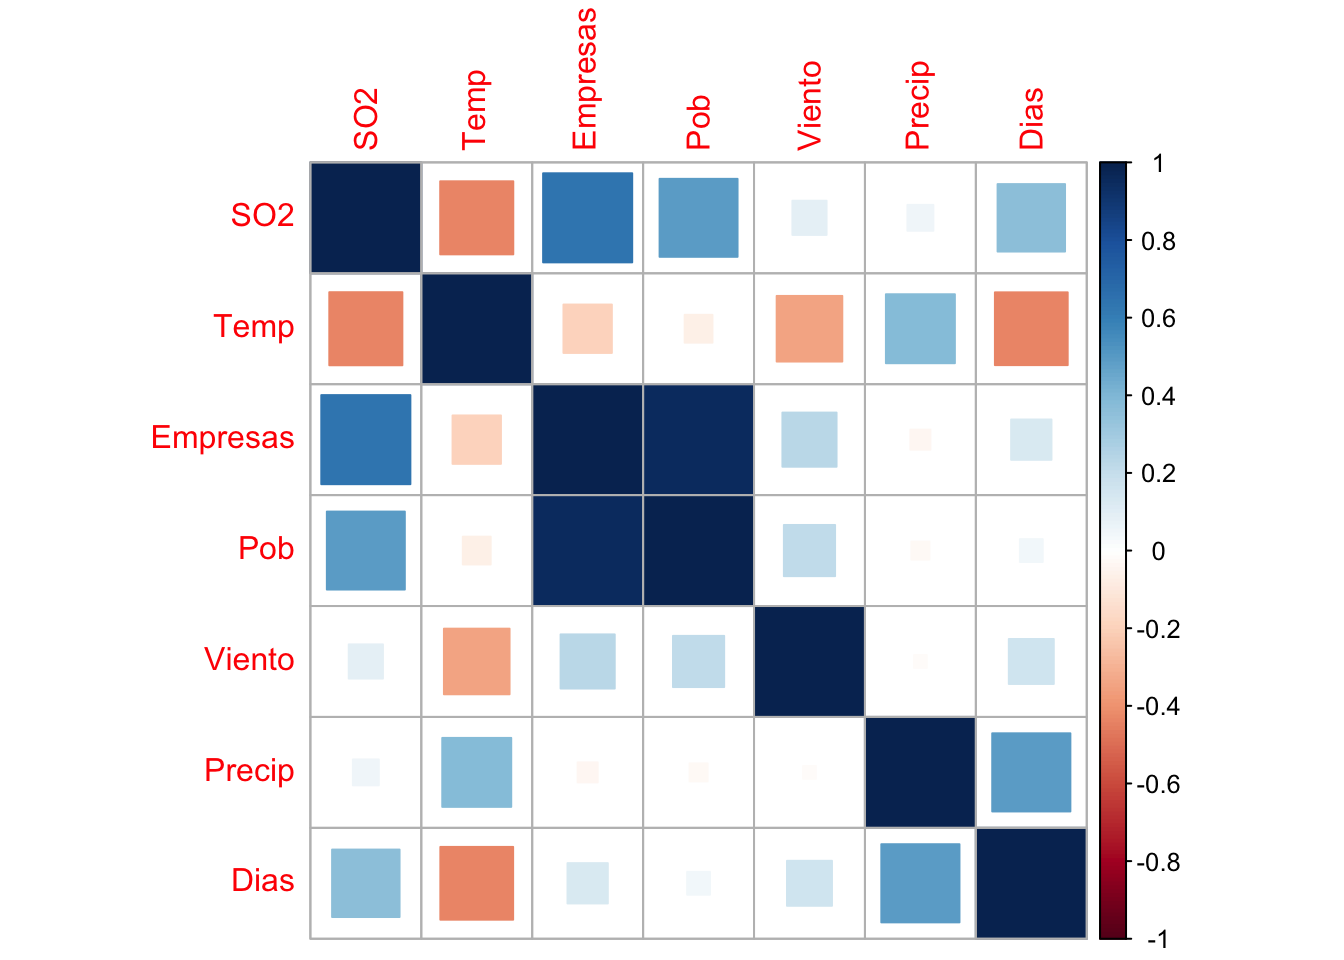 SO2
Temp
Empresas
Pob
Viento
Precip
Dias
SO2
Temp
Empresas
Pob
Viento
Precip
Dias
1
0.8
0.6
0.4
0.2
0
-0.2
-0.4
-0.6
-0.8
-1